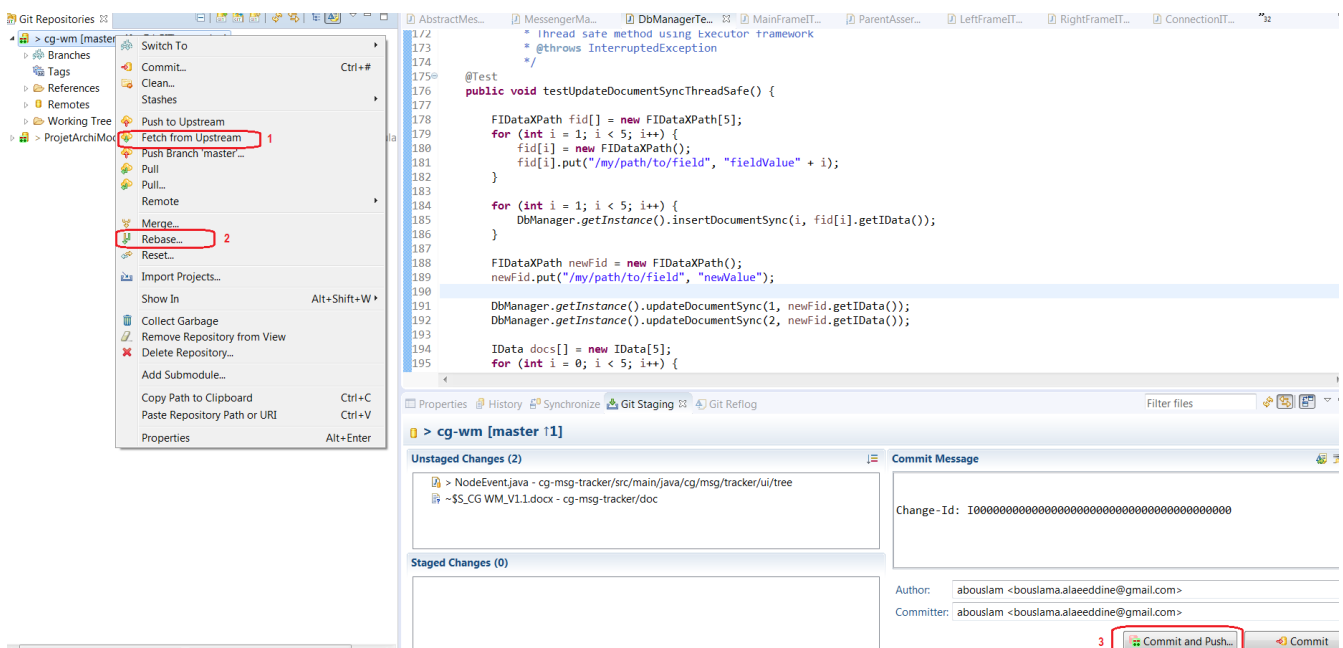 Git Repositories
> cg-wm [master
Branches
Tags
References
Remotes
Working Tree
> ProjetArchiMod
Switch To
Commit... Ctrl+#
Clean...
Stashes
Push to Upstream
Fetch from Upstream 1
Push Branch 'master'...
Pull
Pull...
Remote
Merge...
Rebase... 2
Reset...
Import Projects...
Show In Alt+Shift+W
Collect Garbage
Remove Repository from View
Delete Repository...
Add Submodule...
Copy Path to Clipboard Ctrl+C
Paste Repository Path or URI Ctrl+V
Properties Alt+Enter
AbstractMes... MessengerMa... DbManagerTe... MainFrameIT... ParentAsser... LeftFrameIT... RightFrameIT... ConnectionIT... »32
172 * Thread safe method using Executor framework
173 * @throws InterruptedException
174 */
175 @Test
176 public void testUpdateDocumentSyncThreadSafe() {
177
178 FIDataXPath fid[] = new FIDataXPath[5];
179 for (int i = 1; i < 5; i++) {
180 fid[i] = new FIDataXPath();
181 fid[i].put("/my/path/to/field", "fieldValue" + i);
182 }
183
184 for (int i = 1; i < 5; i++) {
185 DbManager.getInstance().insertDocumentSync(i, fid[i].getIData());
186 }
187
188 FIDataXPath newFid = new FIDataXPath();
189 newFid.put("/my/path/to/field", "newValue");
190
191 DbManager.getInstance().updateDocumentSync(1, newFid.getIData());
192 DbManager.getInstance().updateDocumentSync(2, newFid.getIData());
193
194 IData docs[] = new IData[5];
195 for (int i = 0; i < 5; i++) {
Properties History Synchronize Git Staging Git Reflog Filter files
> cg-wm [master ↑1]
Unstaged Changes (2)
> NodeEvent.java - cg-msg-tracker/src/main/java/cg/msg/tracker/ui/tree
~$S_CG WM_V1.1.docx - cg-msg-tracker/doc
Staged Changes (0)
Commit Message
Change-Id: I0000000000000000000000000000000000000000
Author: abouslam <bouslama.alaeeddine@gmail.com>
Committer: abouslam <bouslama.alaeeddine@gmail.com>
3 Commit and Push... Commit